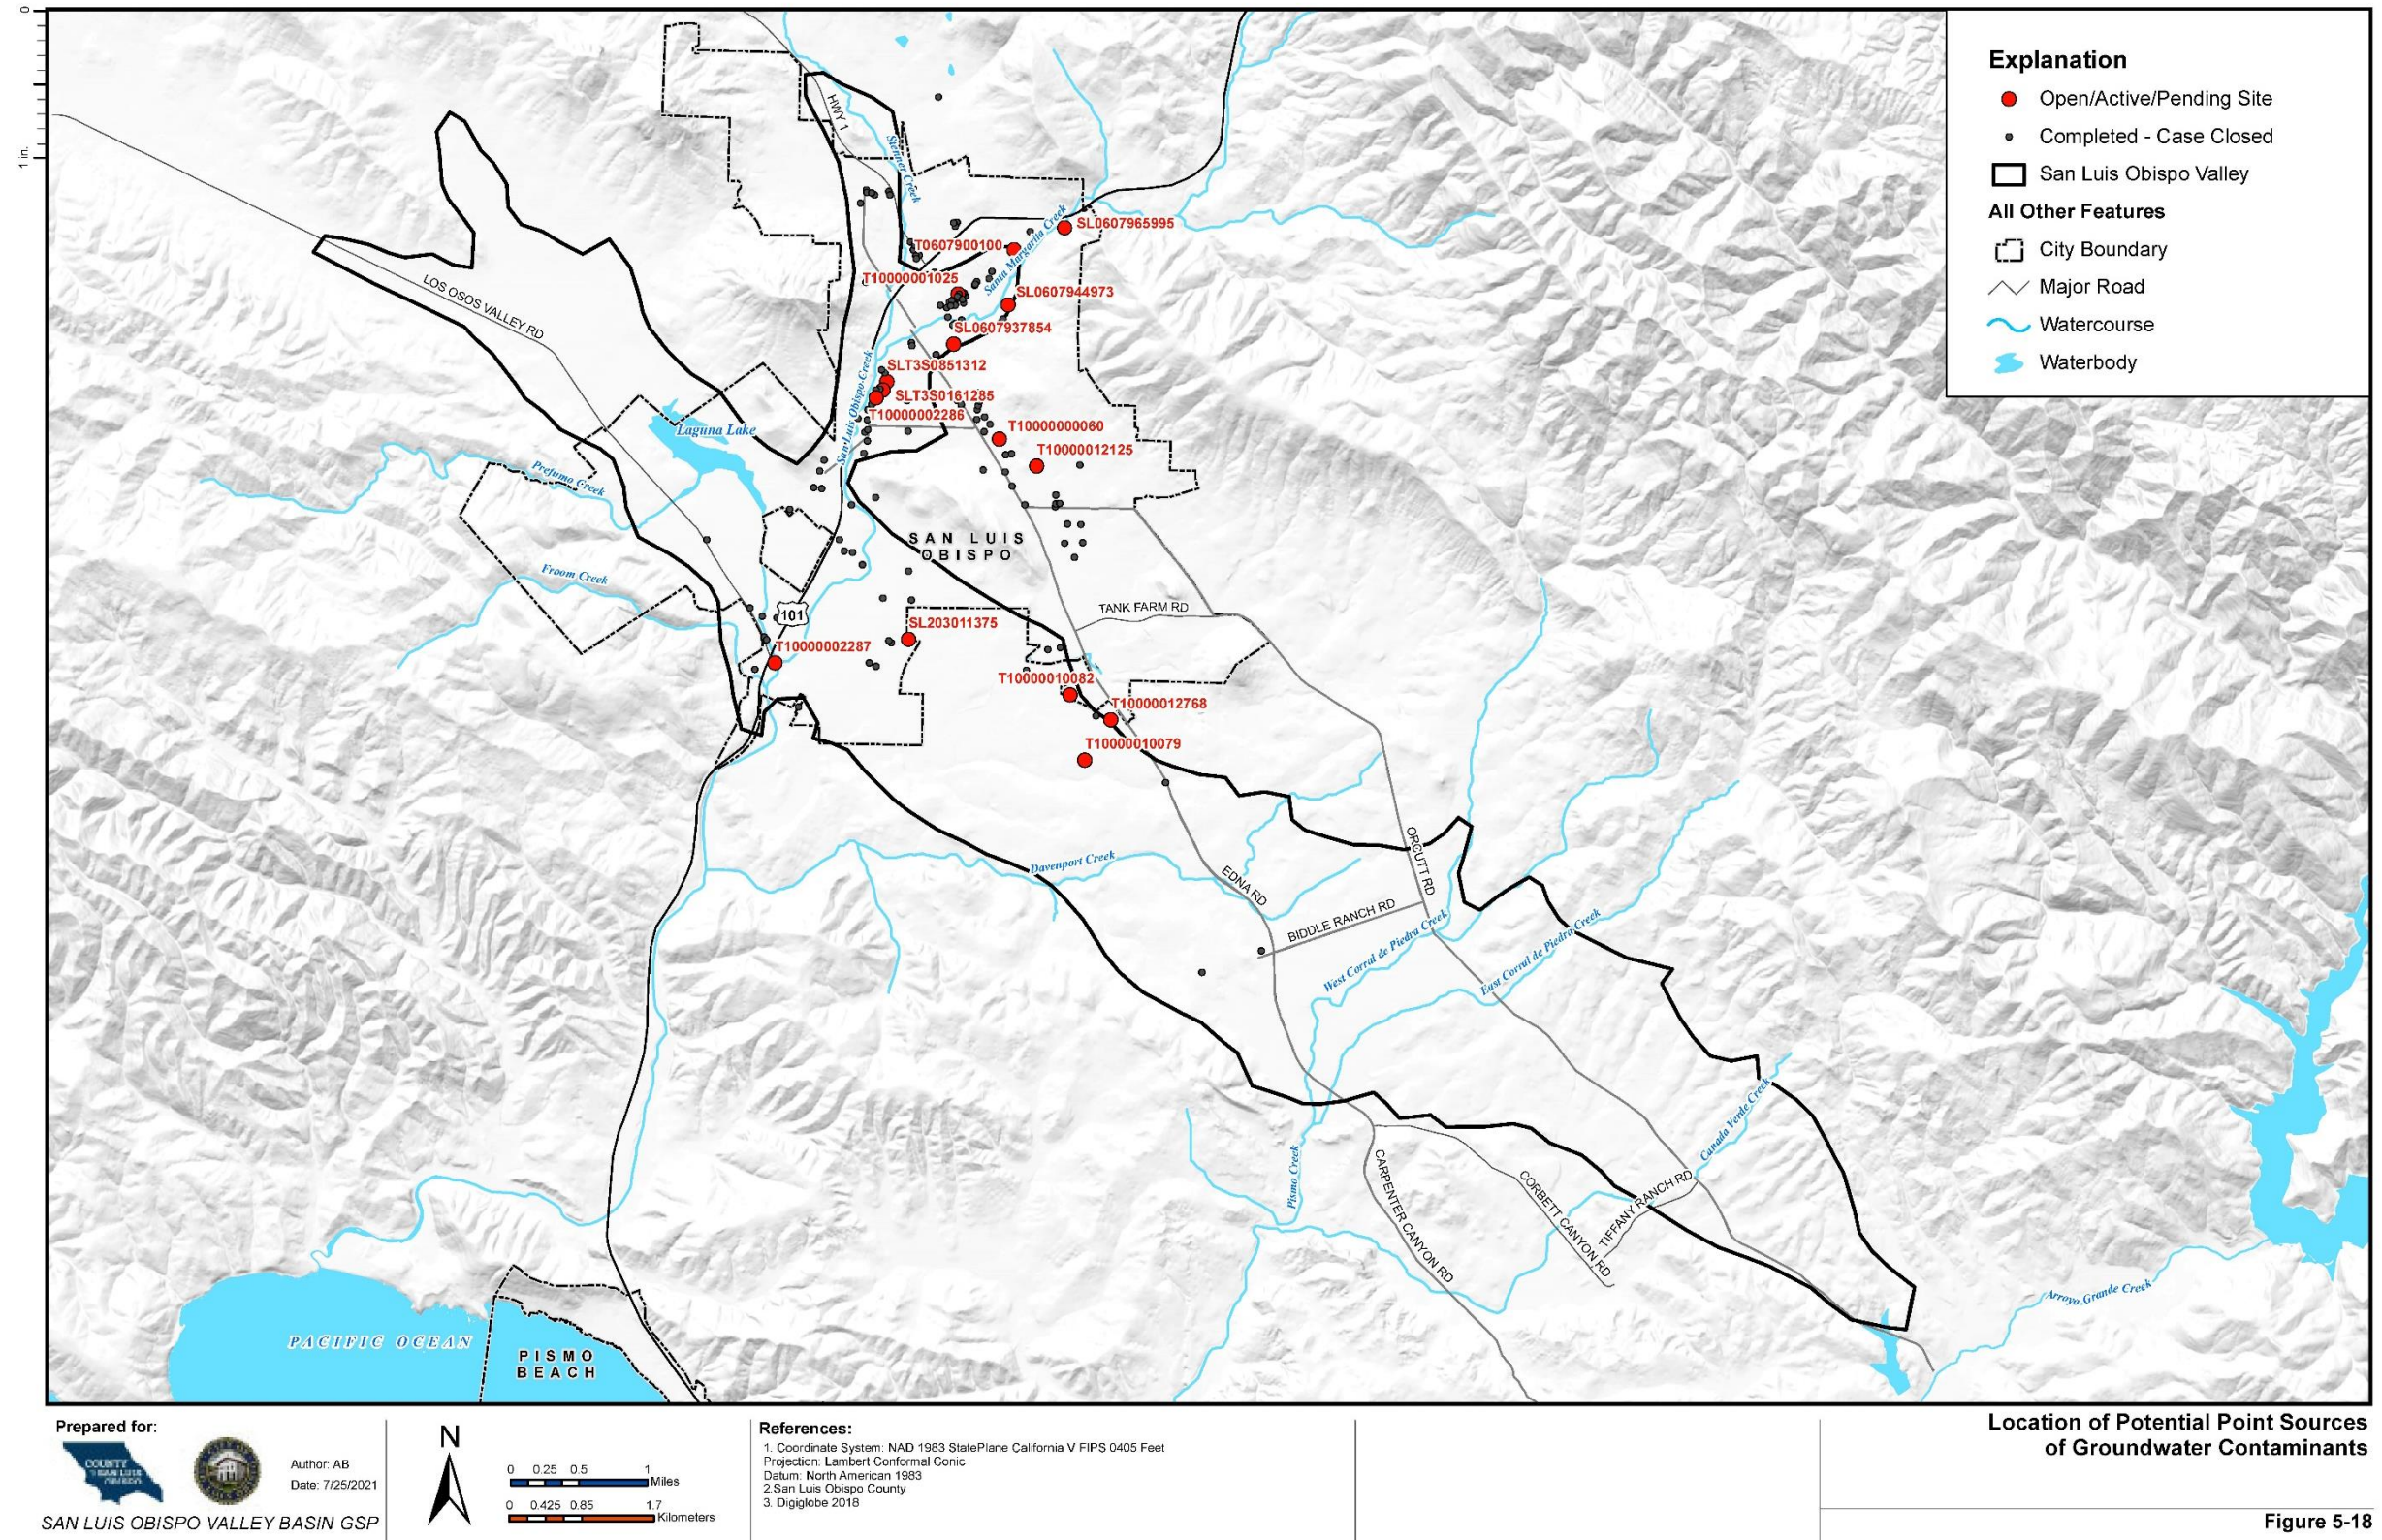 0
1 in.
Explanation
Open/Active/Pending Site
Completed - Case Closed
San Luis Obispo Valley
All Other Features
City Boundary
Major Road
Watercourse
Waterbody
HWY 1
Stenner Creek
SL0607965995
T0607900100
Santa Margarita Creek
T10000001025
SL0607944973
LOS OSOS VALLEY RD
SL0607937854
SLT3S0851312
SLT3S0161285
T10000002286
San Luis Obispo Creek
Laguna Lake
T10000000060
T10000012125
Prefumo Creek
SAN LUIS
OBISPO
Froom Creek
101
TANK FARM RD
SL203011375
T10000002287
T10000010082
T10000012768
T10000010079
Davenport Creek
EDNA RD
ORCUTT RD
BIDDLE RANCH RD
West Corral de Piedra Creek
East Corral de Piedra Creek
Canada Verde Creek
Pismo Creek
CARPENTER CANYON RD
CORBETT CANYON RD
TIFFANY RANCH RD
Arroyo Grande Creek
PACIFIC OCEAN
PISMO
BEACH
Prepared for:
COUNTY
Author: AB
Date: 7/25/2021
SAN LUIS OBISPO VALLEY BASIN GSP
N
0 0.25 0.5 1
Miles
0 0.425 0.85 1.7
Kilometers
References:
1. Coordinate System: NAD 1983 StatePlane California V FIPS 0405 Feet
Projection: Lambert Conformal Conic
Datum: North American 1983
2.San Luis Obispo County
3. Digiglobe 2018
Location of Potential Point Sources
of Groundwater Contaminants
Figure 5-18